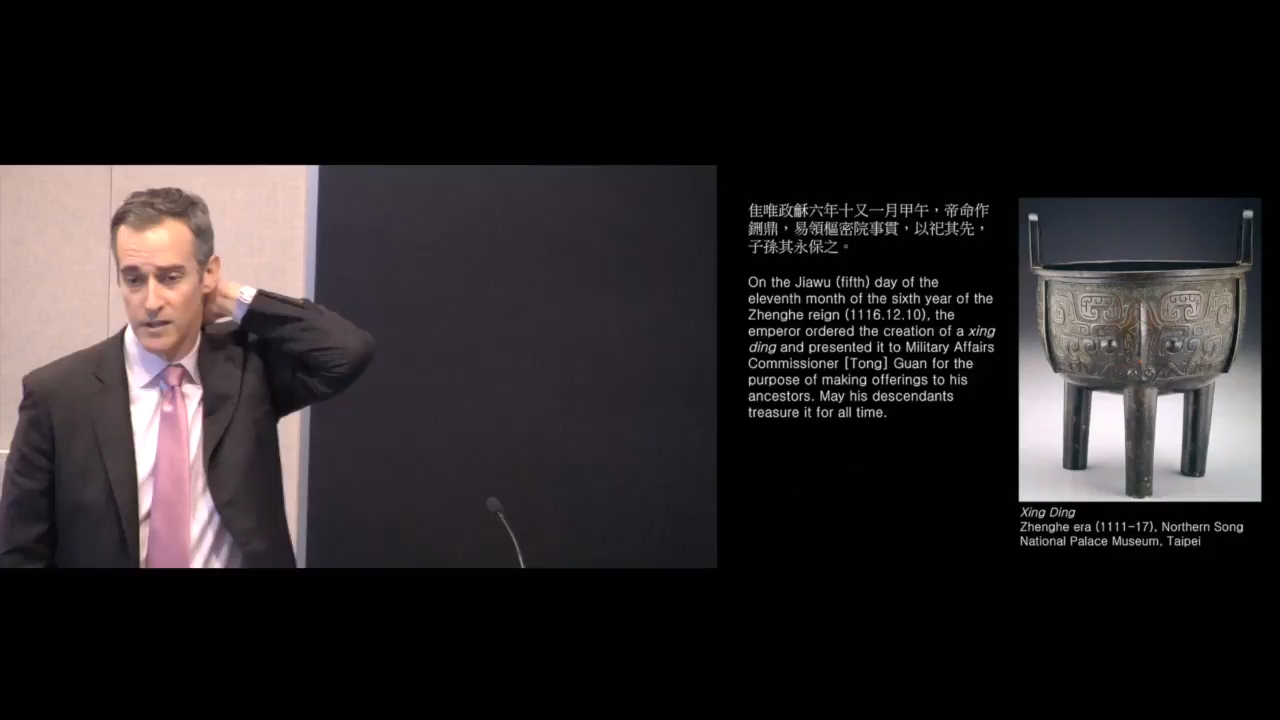 隹唯政龢六年十又一月甲午，帝命作
鉶鼎，易領樞密院事貫，以祀其先，
子孫其永保之。
On the Jiawu (fifth) day of the
eleventh month of the sixth year of the
Zhenghe reign (1116.12.10), the
emperor ordered the creation of a xing
ding and presented it to Military Affairs
Commissioner [Tong] Guan for the
purpose of making offerings to his
ancestors. May his descendants
treasure it for all time.
Xing Ding
Zhenghe era (1111-17), Northern Song
National Palace Museum, Taipei